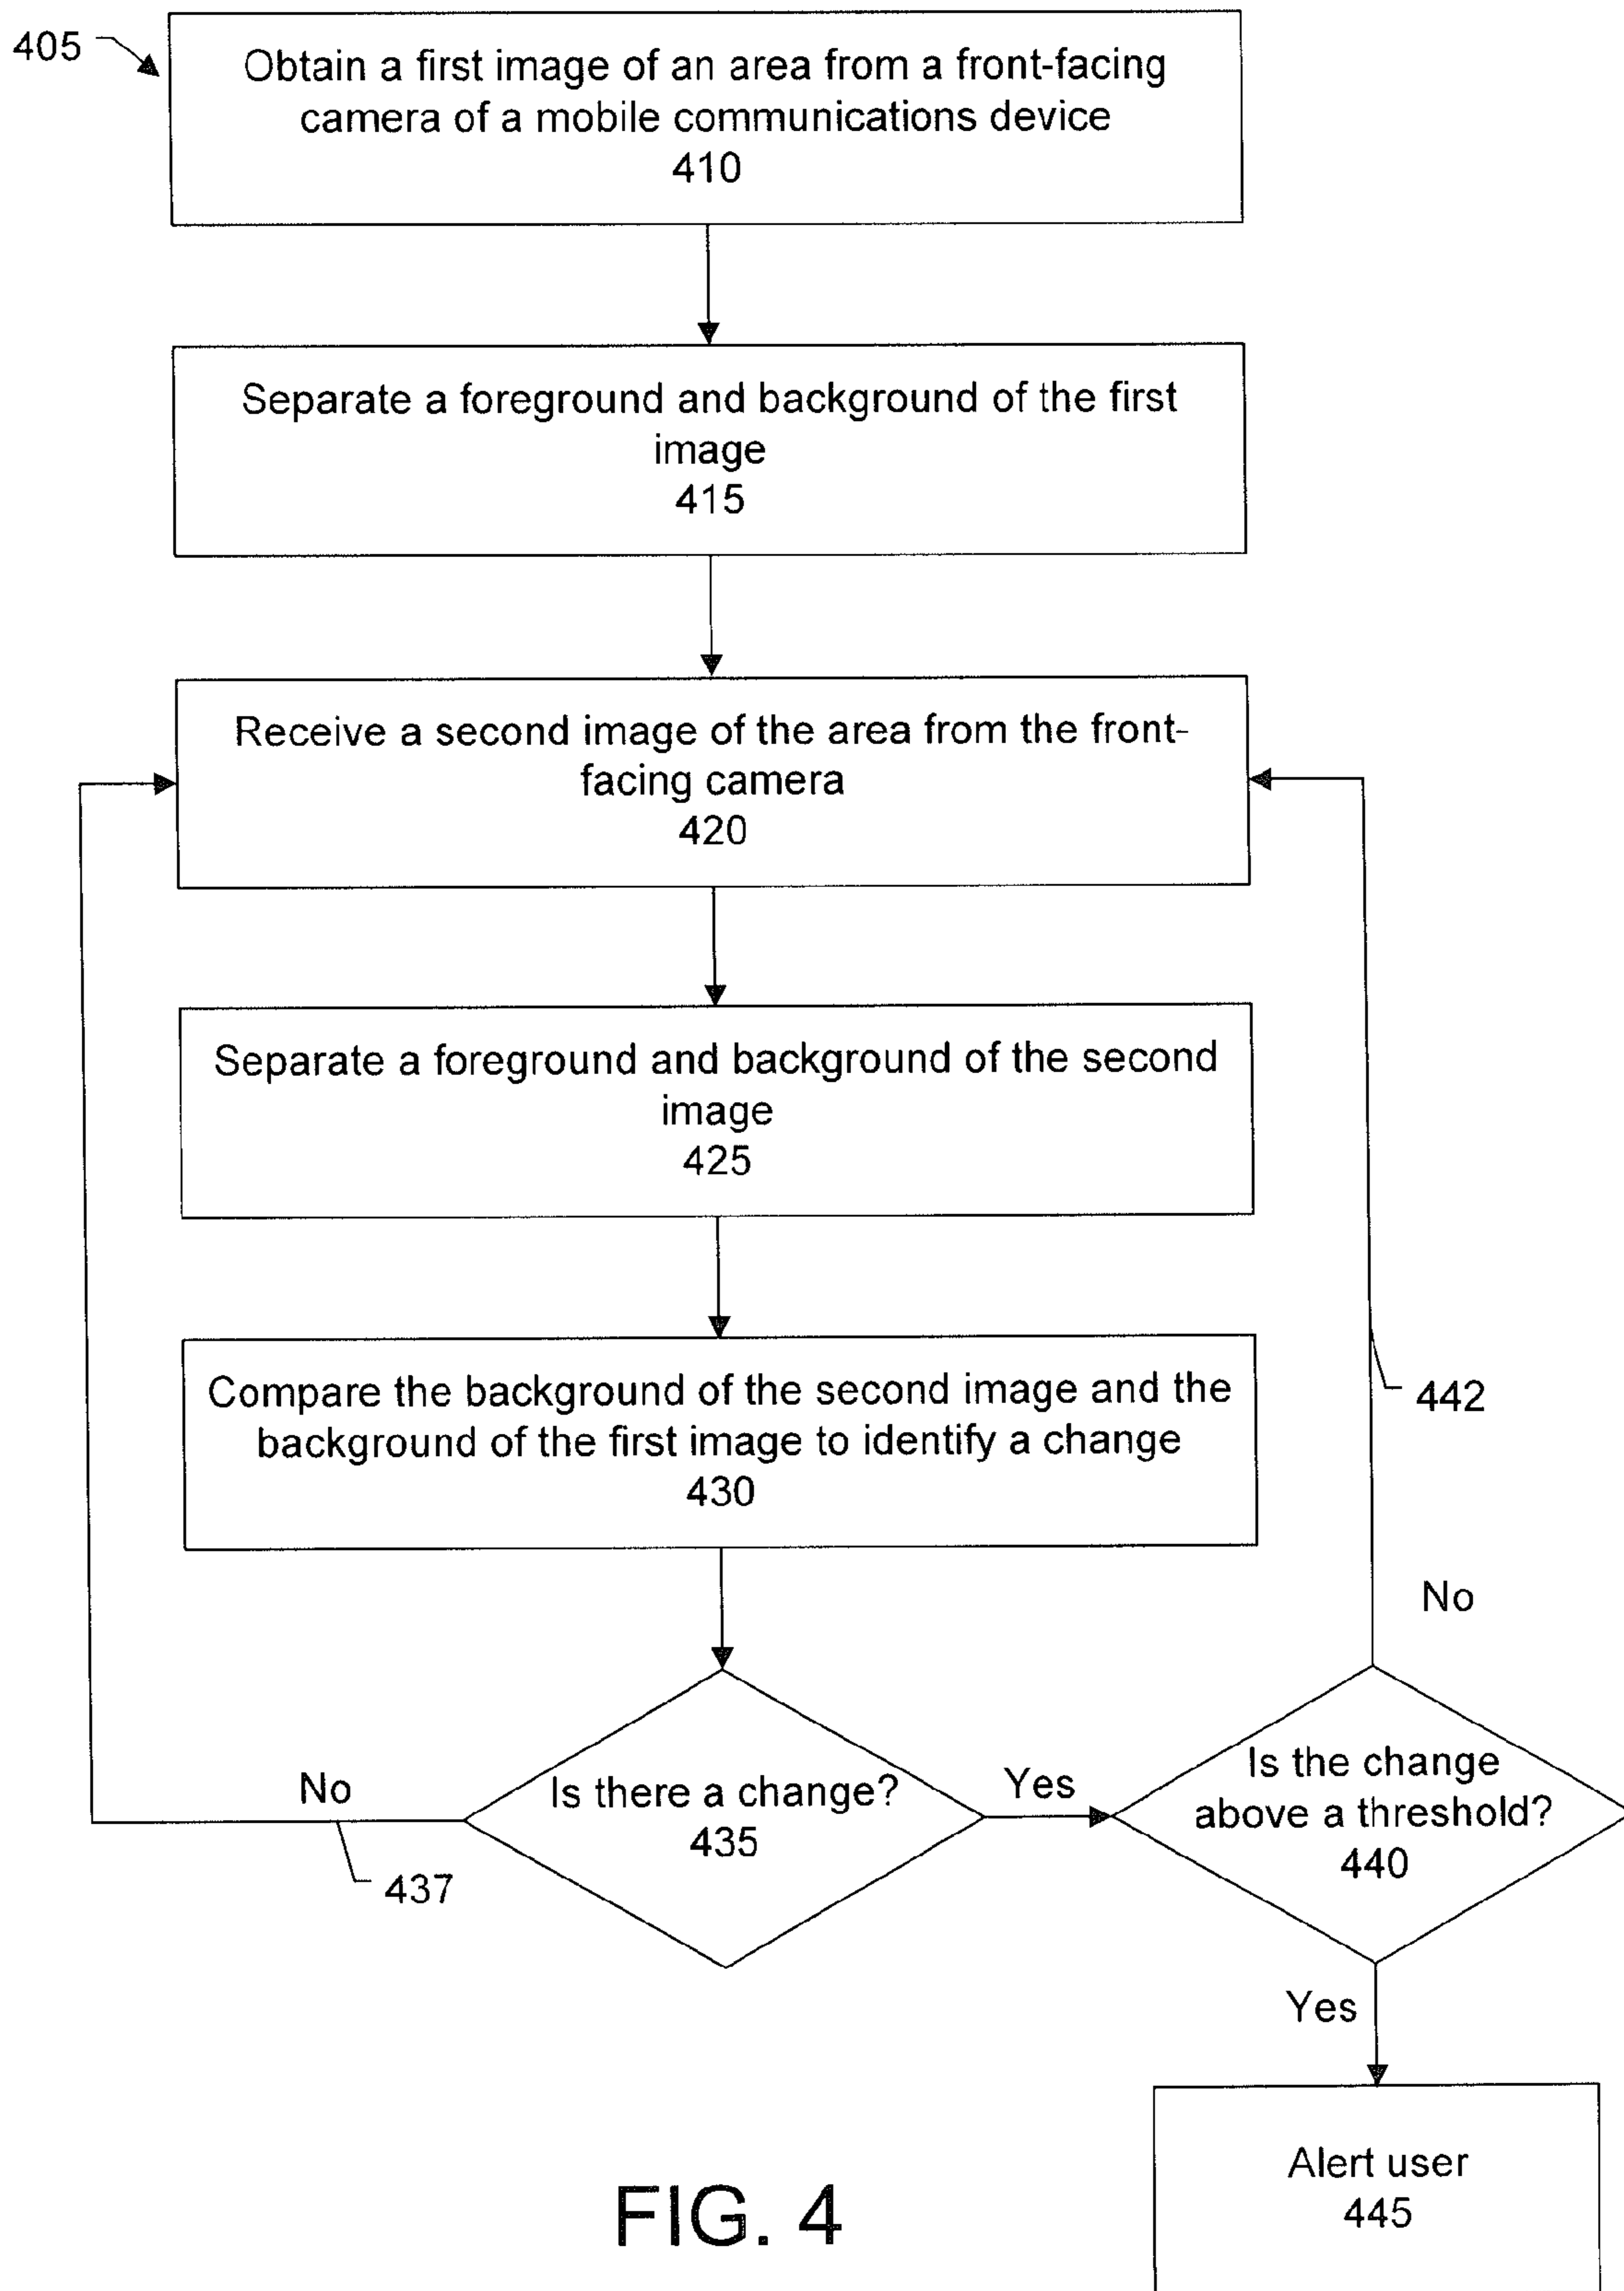 405
Obtain a first image of an area from a front-facing
camera of a mobile communications device
410
Separate a foreground and background of the first
image
415
Receive a second image of the area from the front-
facing camera
420
Separate a foreground and background of the second
image
425
Compare the background of the second image and the
background of the first image to identify a change
430
442
No
Is there a change?
435
No
437
Yes
Is the change
above a threshold?
440
Yes
Alert user
445
FIG. 4